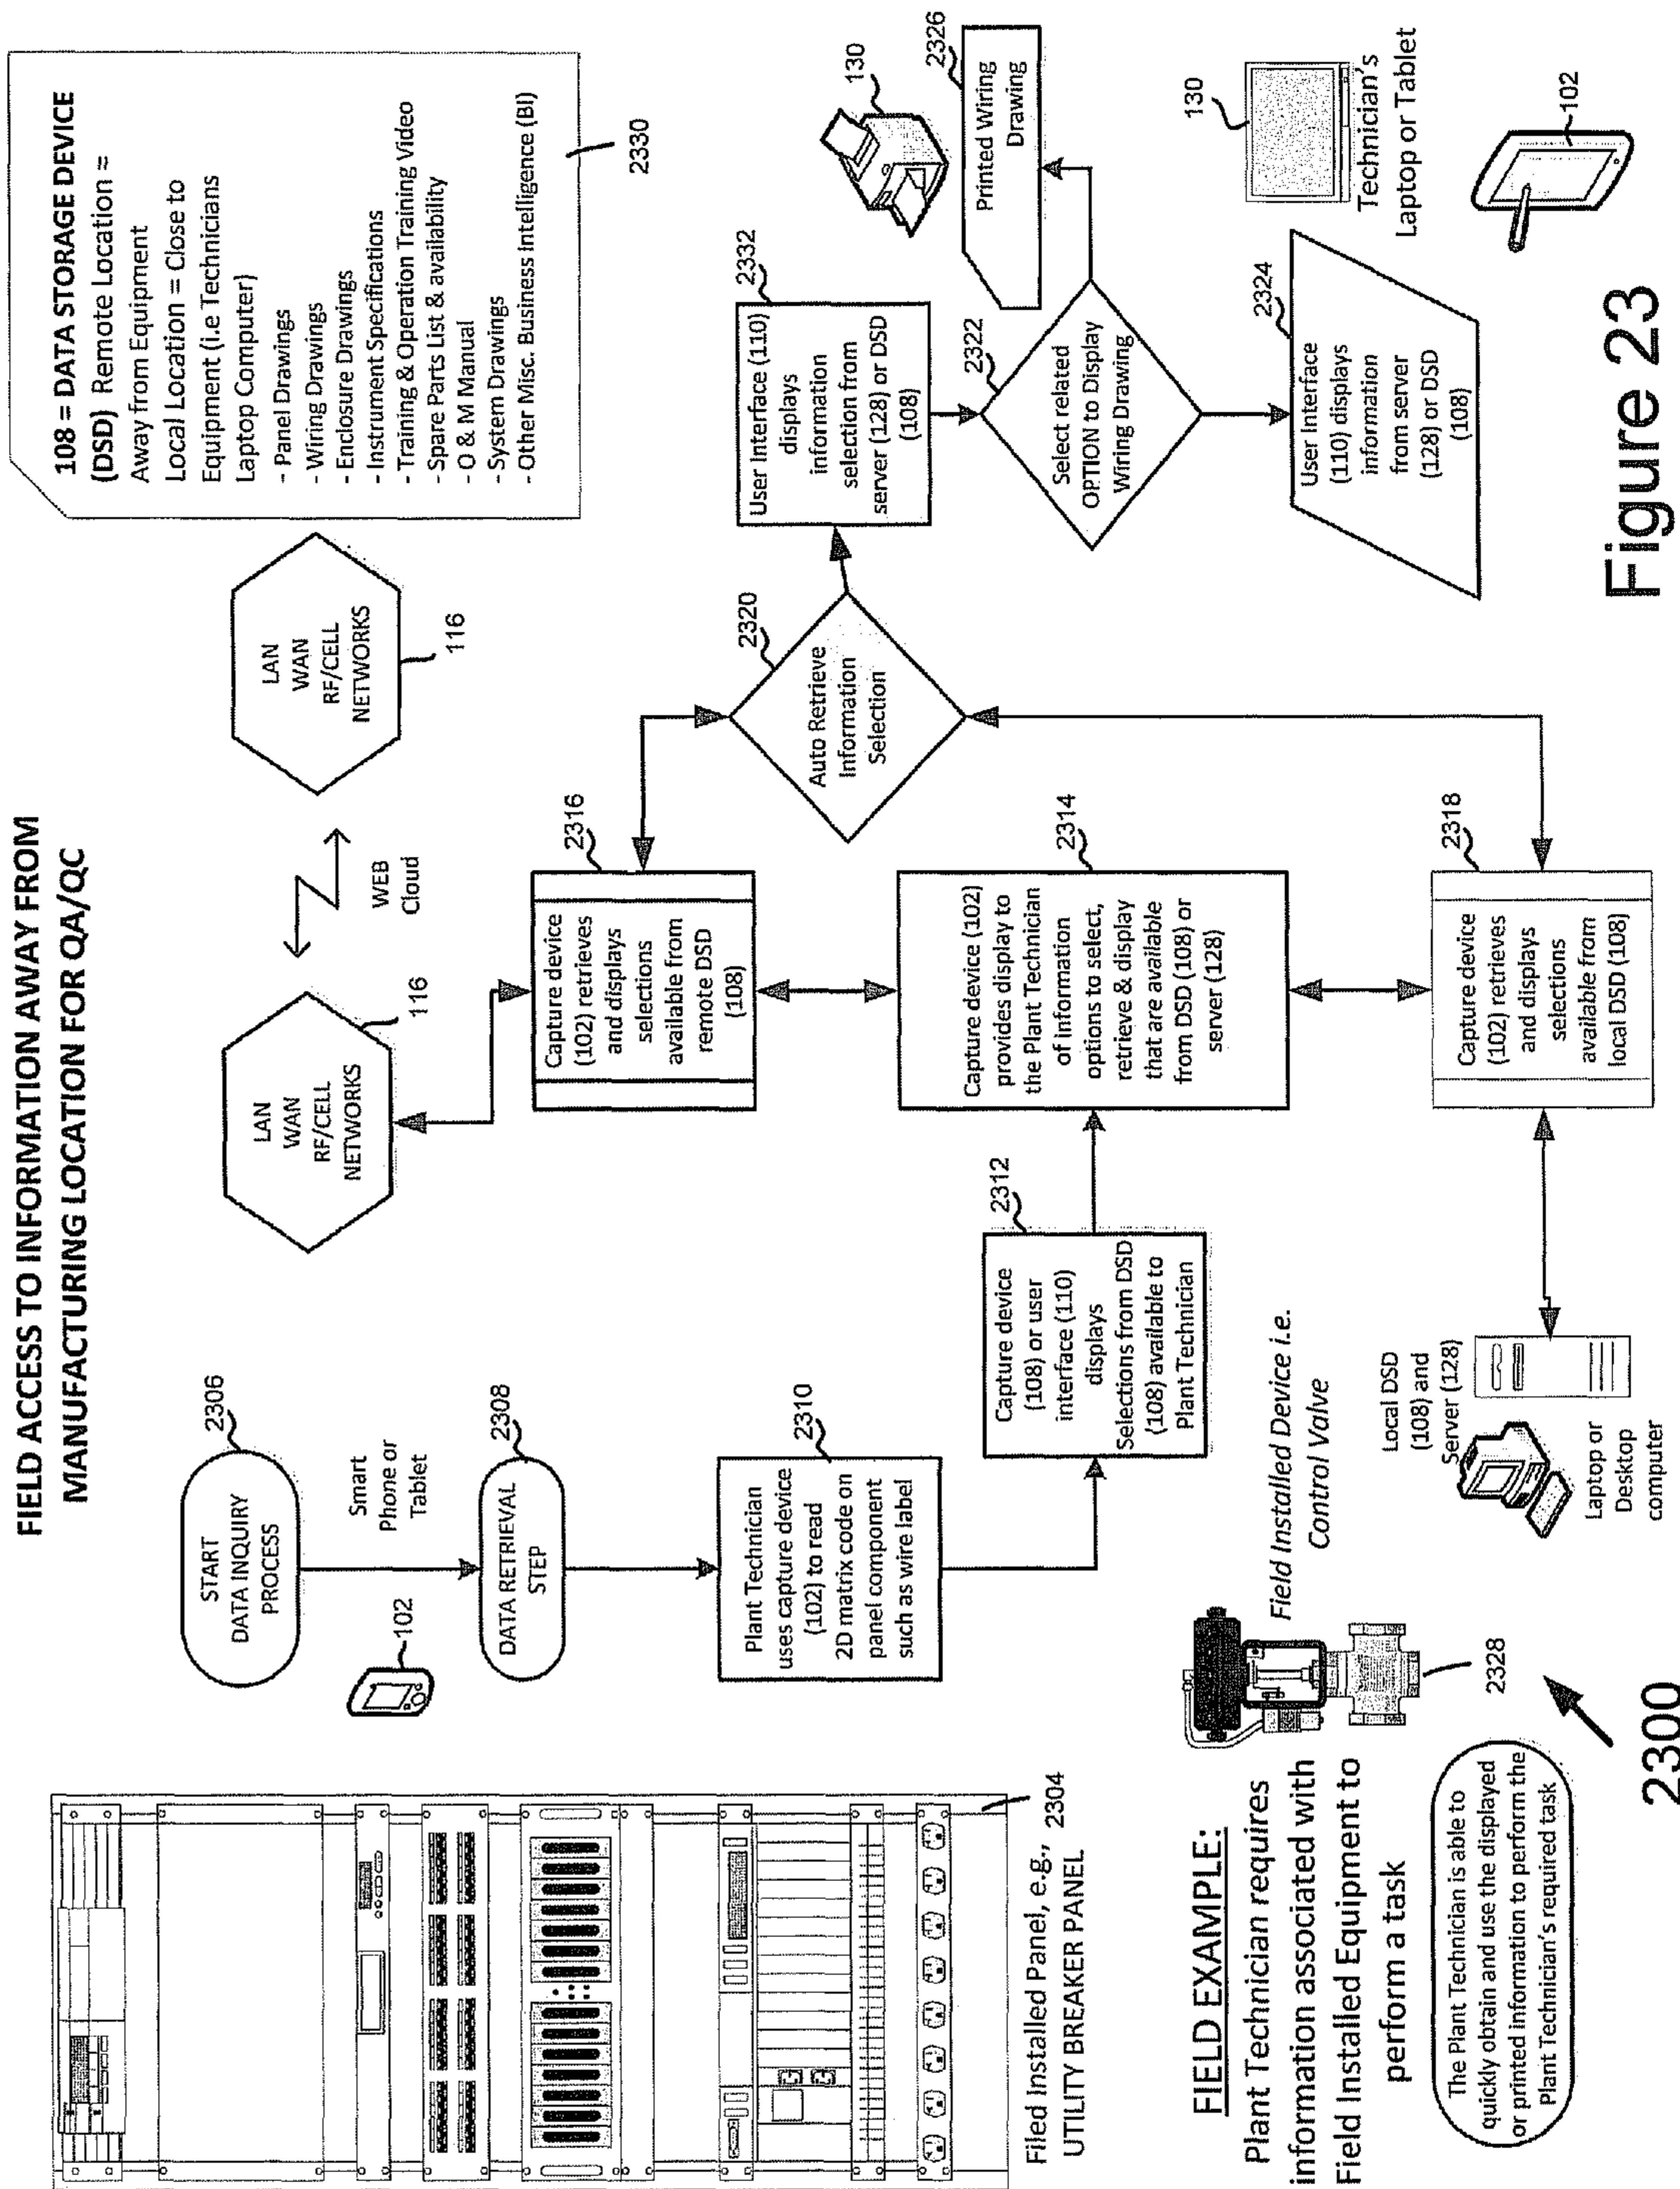 FIELD ACCESS TO INFORMATION AWAY FROM
MANUFACTURING LOCATION FOR QA/QC
Filed Installed Panel, e.g.,
UTILITY BREAKER PANEL
2304
FIELD EXAMPLE:
Plant Technician requires
information associated with
Field Installed Equipment to
perform a task
The Plant Technician is able to
quickly obtain and use the displayed
or printed information to perform the
Plant Technician's required task
2300
2328
Field Installed Device i.e.
Control Valve
START
DATA INQUIRY
PROCESS
2306
Smart
Phone or
Tablet
102
DATA RETRIEVAL
STEP
2308
Plant Technician
uses capture device
(102) to read
2D matrix code on
panel component
such as wire label
2310
Capture device
(108) or user
interface (110)
displays
Selections from DSD
(108) available to
Plant Technician
2312
Local DSD
(108) and
Server (128)
Laptop or
Desktop
computer
LAN
WAN
RF/CELL
NETWORKS
116
WEB
Cloud
LAN
WAN
RF/CELL
NETWORKS
116
Capture device
(102) retrieves
and displays
selections
available from
remote DSD
(108)
2316
Capture device (102)
provides display to
the Plant Technician
of information
options to select,
retrieve & display
that are available
from DSD (108) or
server (128)
2314
Capture device
(102) retrieves
and displays
selections
available from
local DSD (108)
2318
Auto Retrieve
Information
Selection
2320
108 = DATA STORAGE DEVICE
(DSD) Remote Location =
Away from Equipment
Local Location = Close to
Equipment (i.e Technicians
Laptop Computer)
- Panel Drawings
- Wiring Drawings
- Enclosure Drawings
- Instrument Specifications
- Training & Operation Training Video
- Spare Parts List & availability
- O & M Manual
- System Drawings
- Other Misc. Business Intelligence (BI)
2330
User Interface (110)
displays
information
selection from
server (128) or DSD
(108)
2332
Select related
OPTION to Display
Wiring Drawing
2322
130
Printed Wiring
Drawing
2326
User Interface
(110) displays
information
from server
(128) or DSD
(108)
2324
130
Technician's
Laptop or Tablet
102
Figure 23